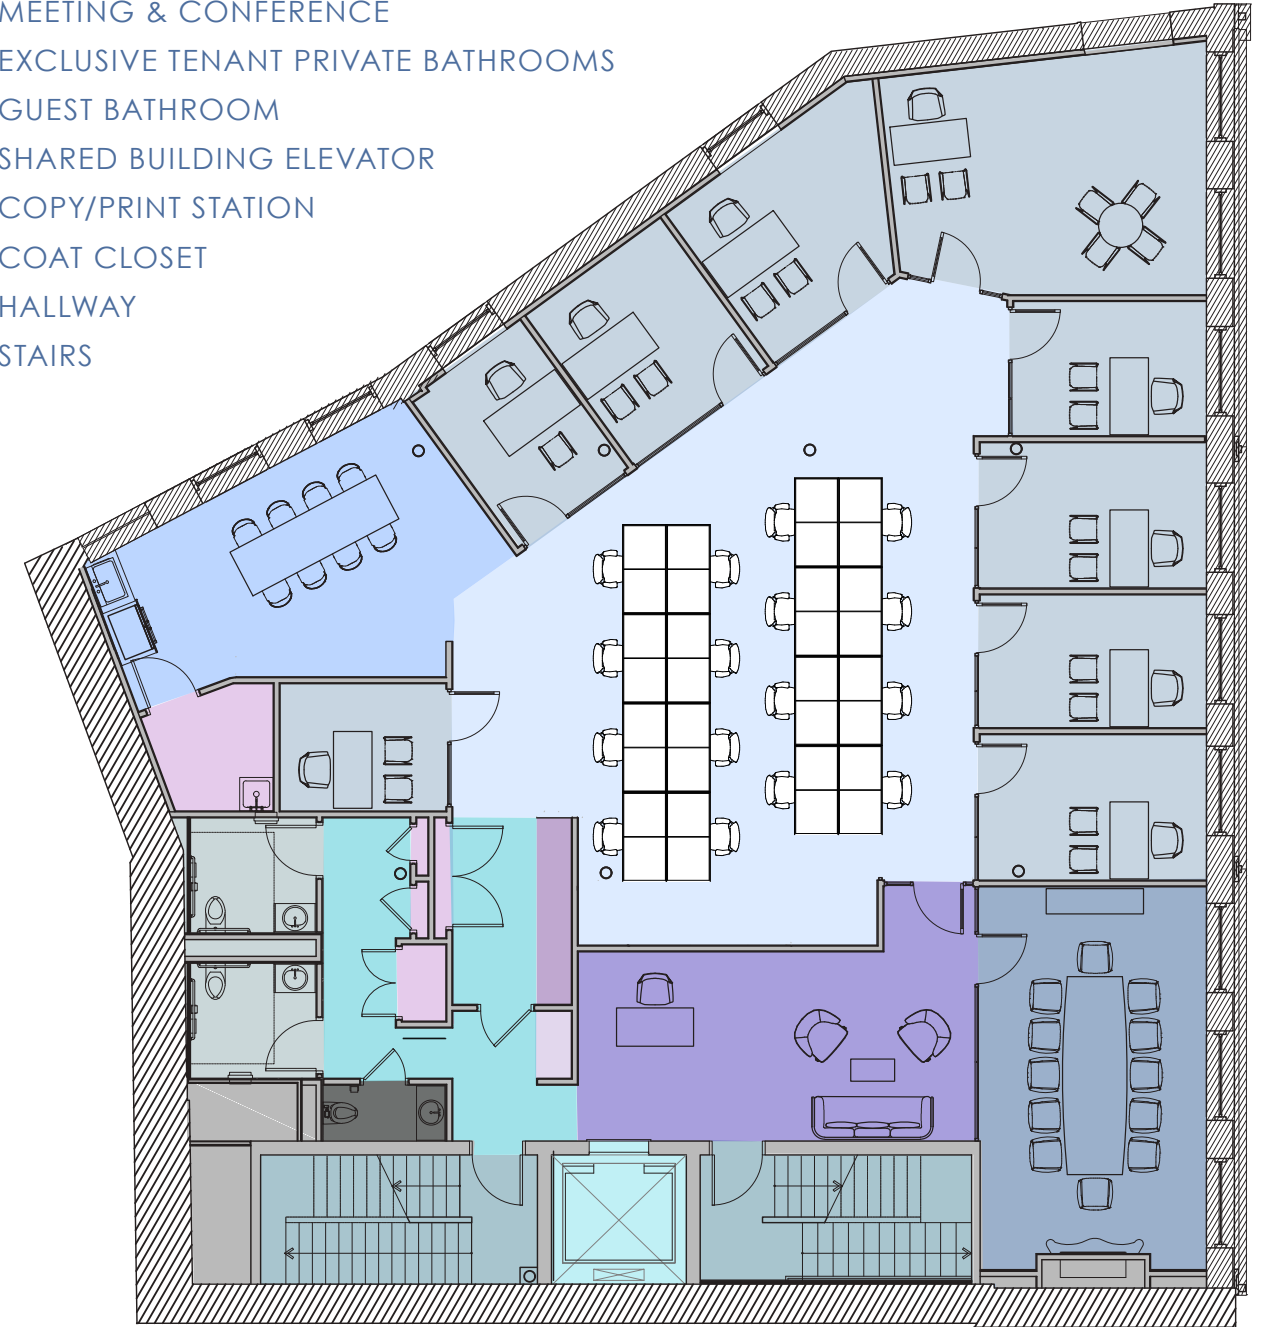 MEETING & CONFERENCE
EXCLUSIVE TENANT PRIVATE BATHROOMS
GUEST BATHROOM
SHARED BUILDING ELEVATOR
COPY/PRINT STATION
COAT CLOSET
HALLWAY
STAIRS